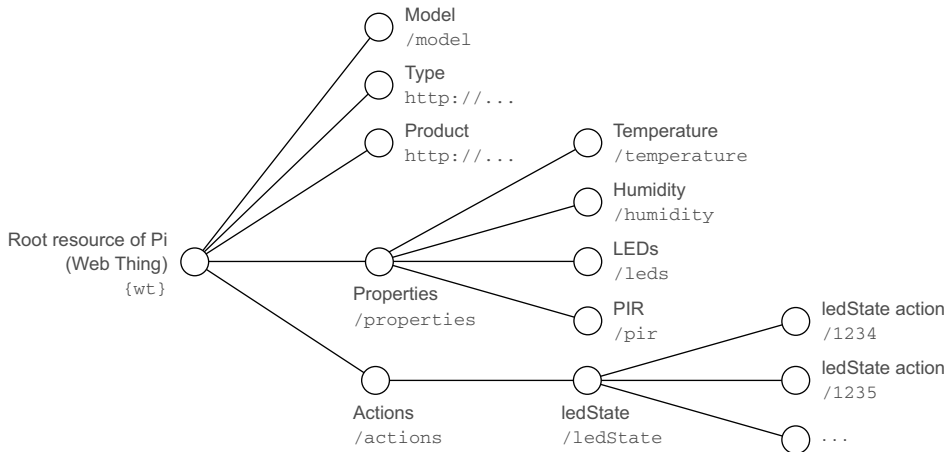 Model
/model
Type
http://...
Product
http://...
Temperature
/temperature
Humidity
/humidity
Root resource of Pi
(Web Thing)
{wt}
LEDs
/leds
Properties
/properties
PIR
/pir
ledState action
/1234
ledState action
/1235
Actions
/actions
ledState
/ledState
...